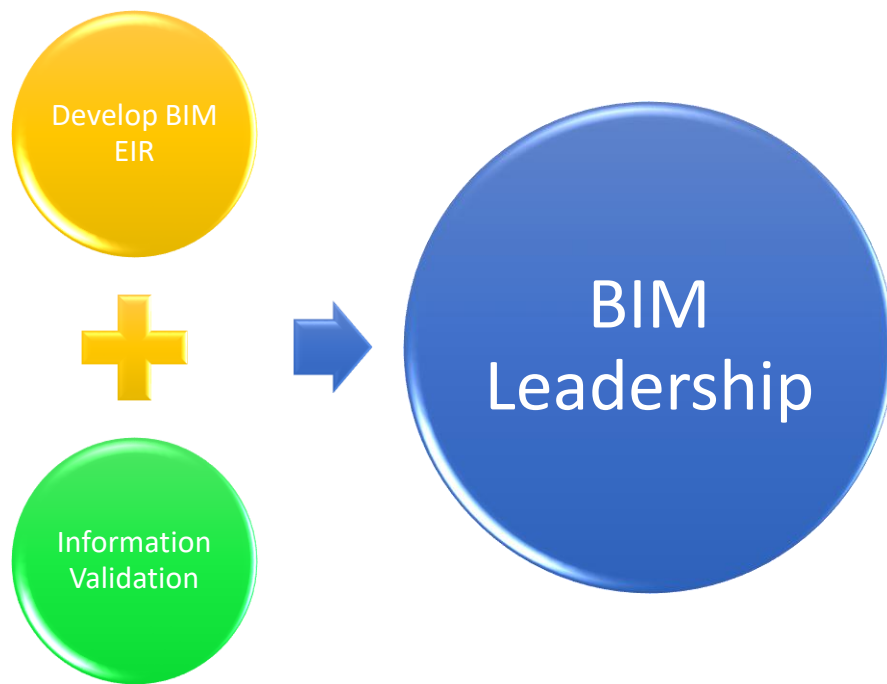 Develop BIM
EIR
Information
Validation
BIM
Leadership